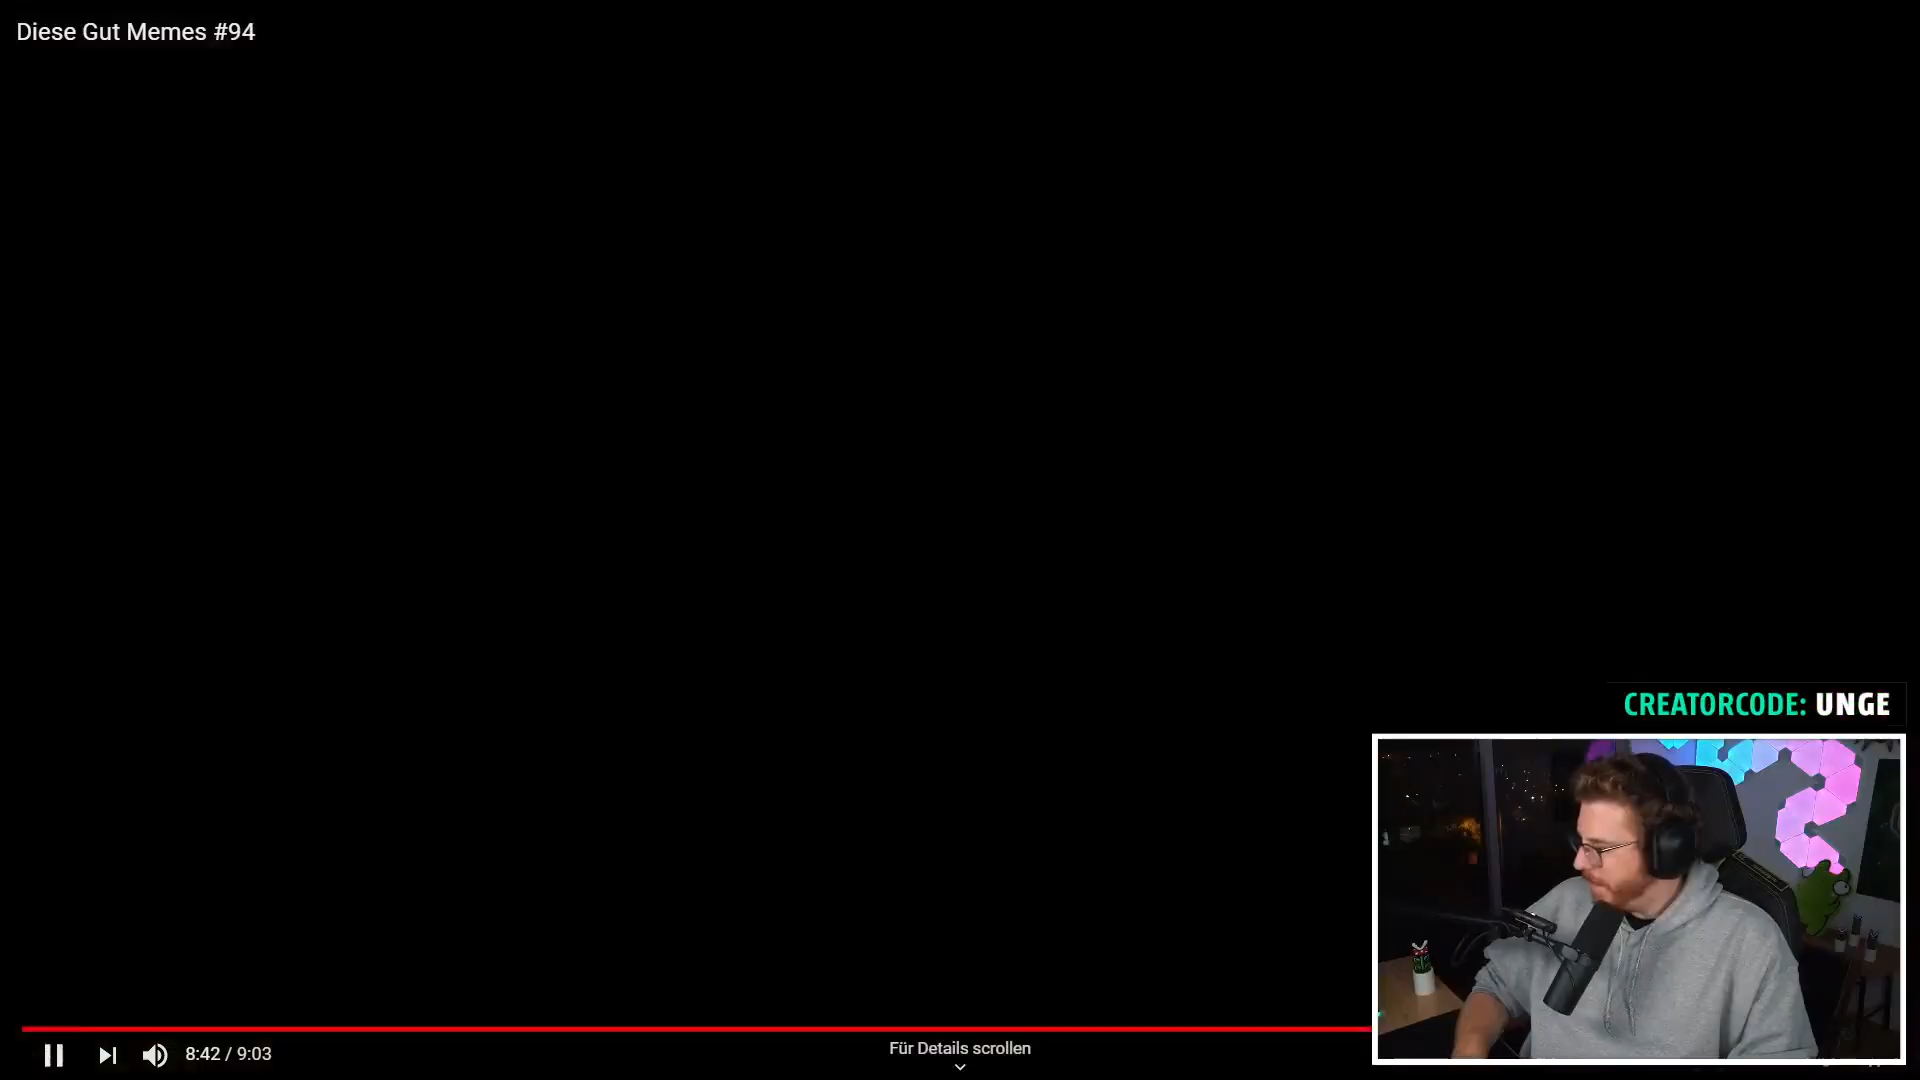 Diese Gut Memes #94
CREATORCODE: UNGE
8:42 / 9:03
Für Details scrollen